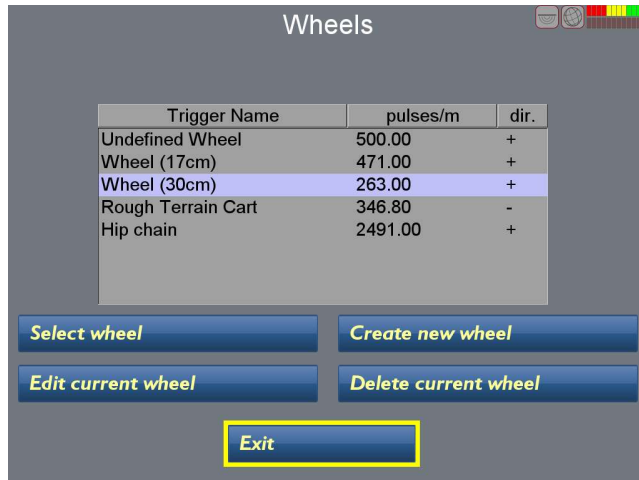 Wheels
Trigger Name pulses/m dir.
Undefined Wheel 500.00 +
Wheel (17cm) 471.00 +
Wheel (30cm) 263.00 +
Rough Terrain Cart 346.80 -
Hip chain 2491.00 +
Select wheel Create new wheel
Edit current wheel Delete current wheel
Exit